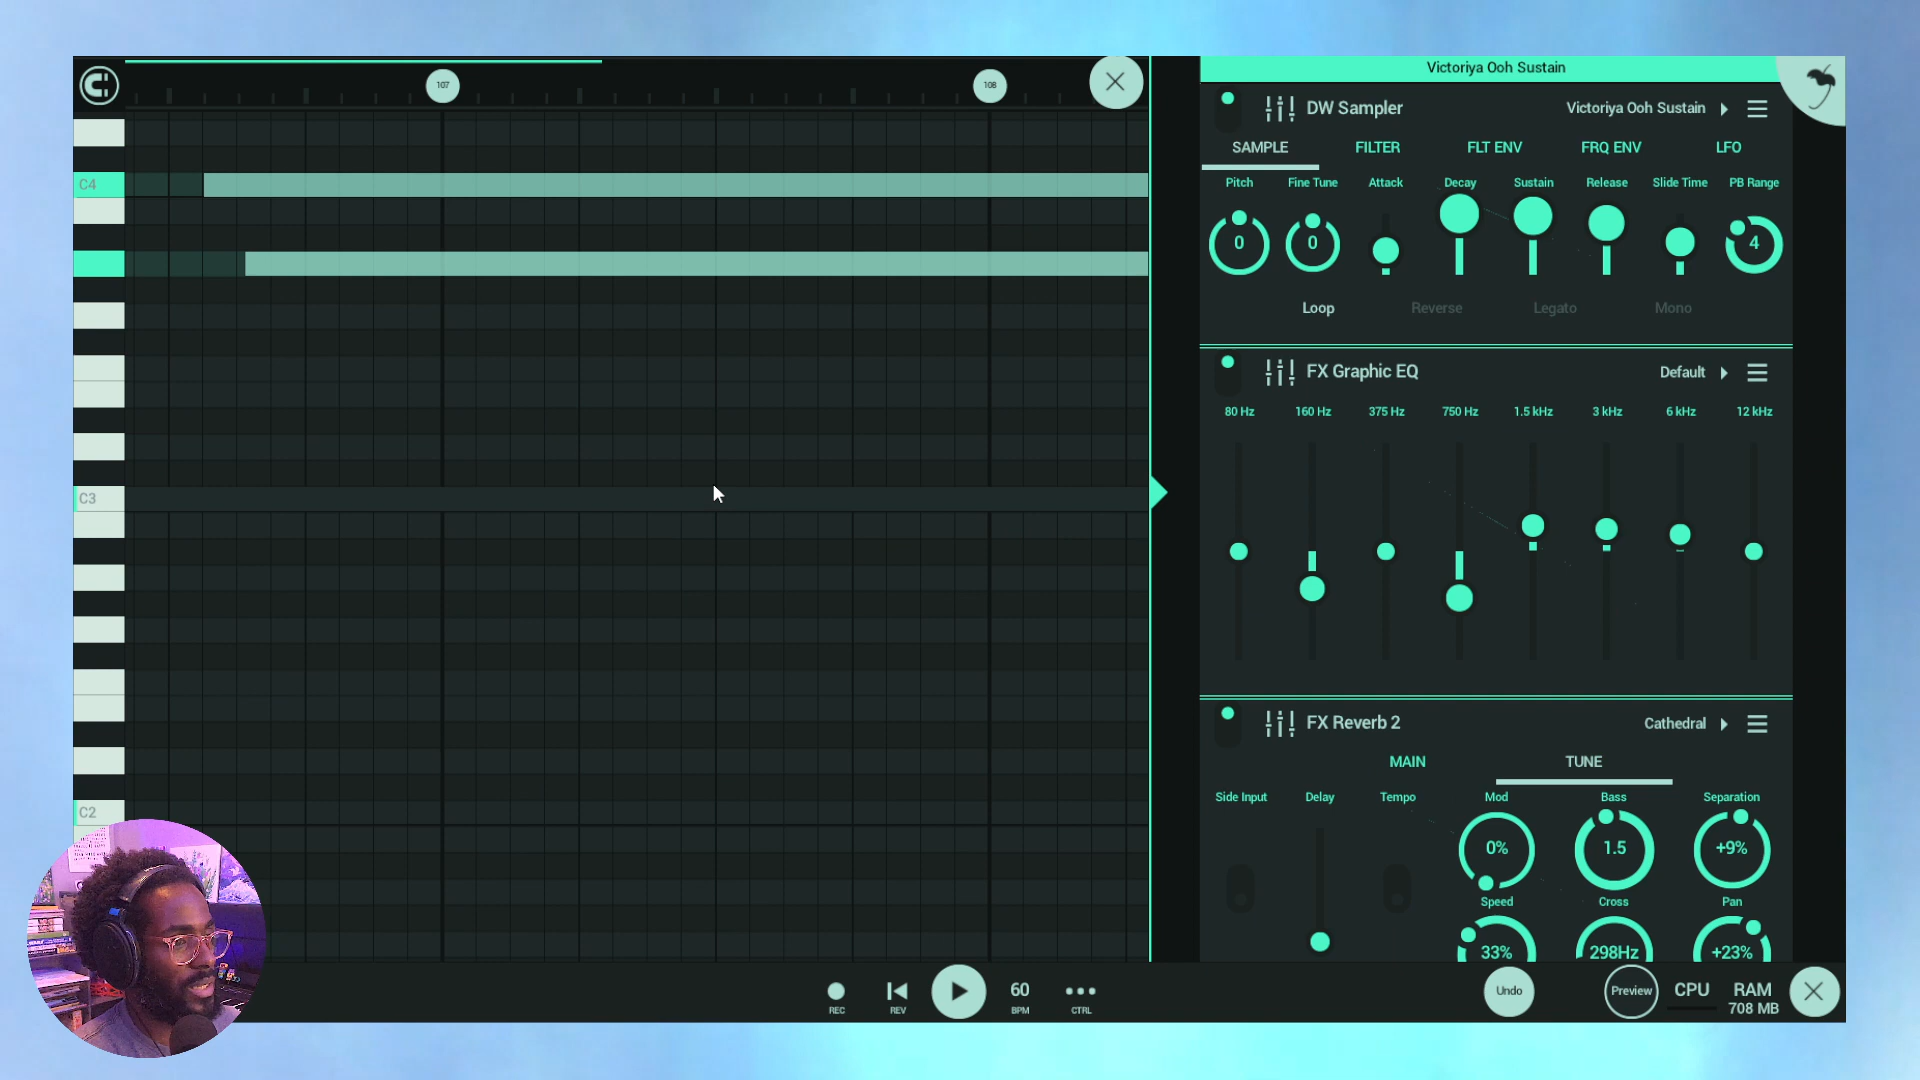 107
108
C4
C3
C2
Victoriya Ooh Sustain
DW Sampler
Victoriya Ooh Sustain
SAMPLE FILTER FLT ENV FRQ ENV LFO
Pitch Fine Tune Attack Decay Sustain Release Slide Time PB Range
0 0 4
Loop Reverse Legato Mono
FX Graphic EQ
Default
80 Hz 160 Hz 375 Hz 750 Hz 1.5 kHz 3 kHz 6 kHz 12 kHz
FX Reverb 2
Cathedral
MAIN TUNE
Side Input Delay Tempo Mod Bass Separation
0% 1.5 +9%
Speed Cross Pan
33% 298Hz +23%
REC
REV
60
BPM
CTRL
Undo
Preview
CPU
RAM
708 MB